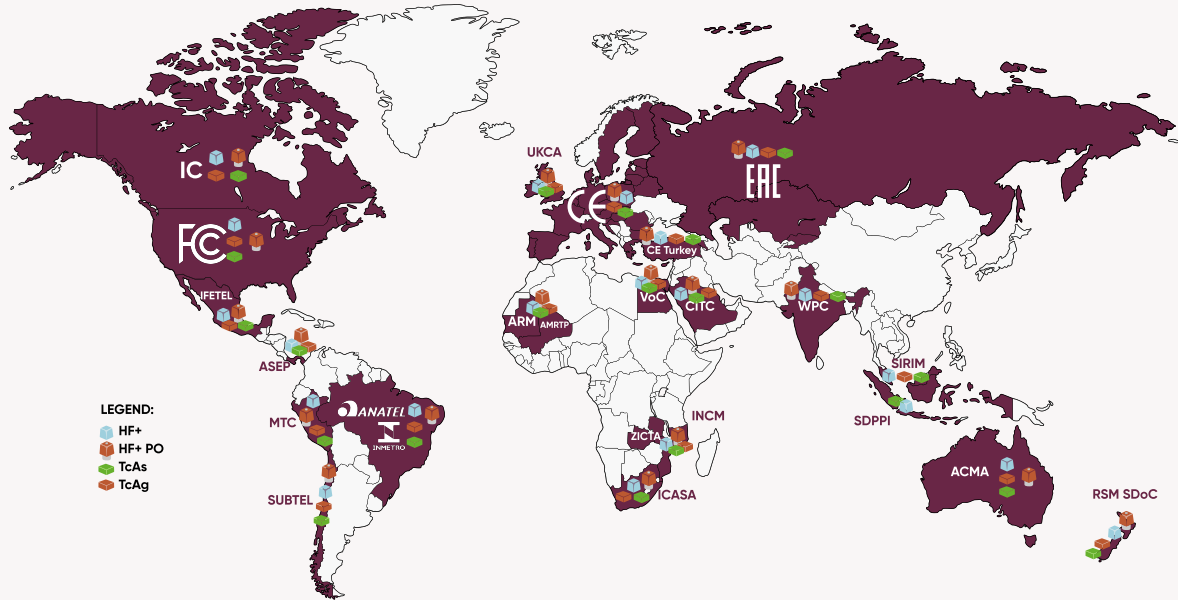 UKCA
IC
EAC
CE
FCC
CE Turkey
IFETEL
VoC
CITC
WPC
ARM
AMRTP
ASEP
SIRIM
LEGEND:
HF+
HF+ PO
TcAs
TcAg
MTC
ANATEL
INMETRO
INCM
SDPPI
ZICTA
ACMA
SUBTEL
ICASA
RSM SDoC